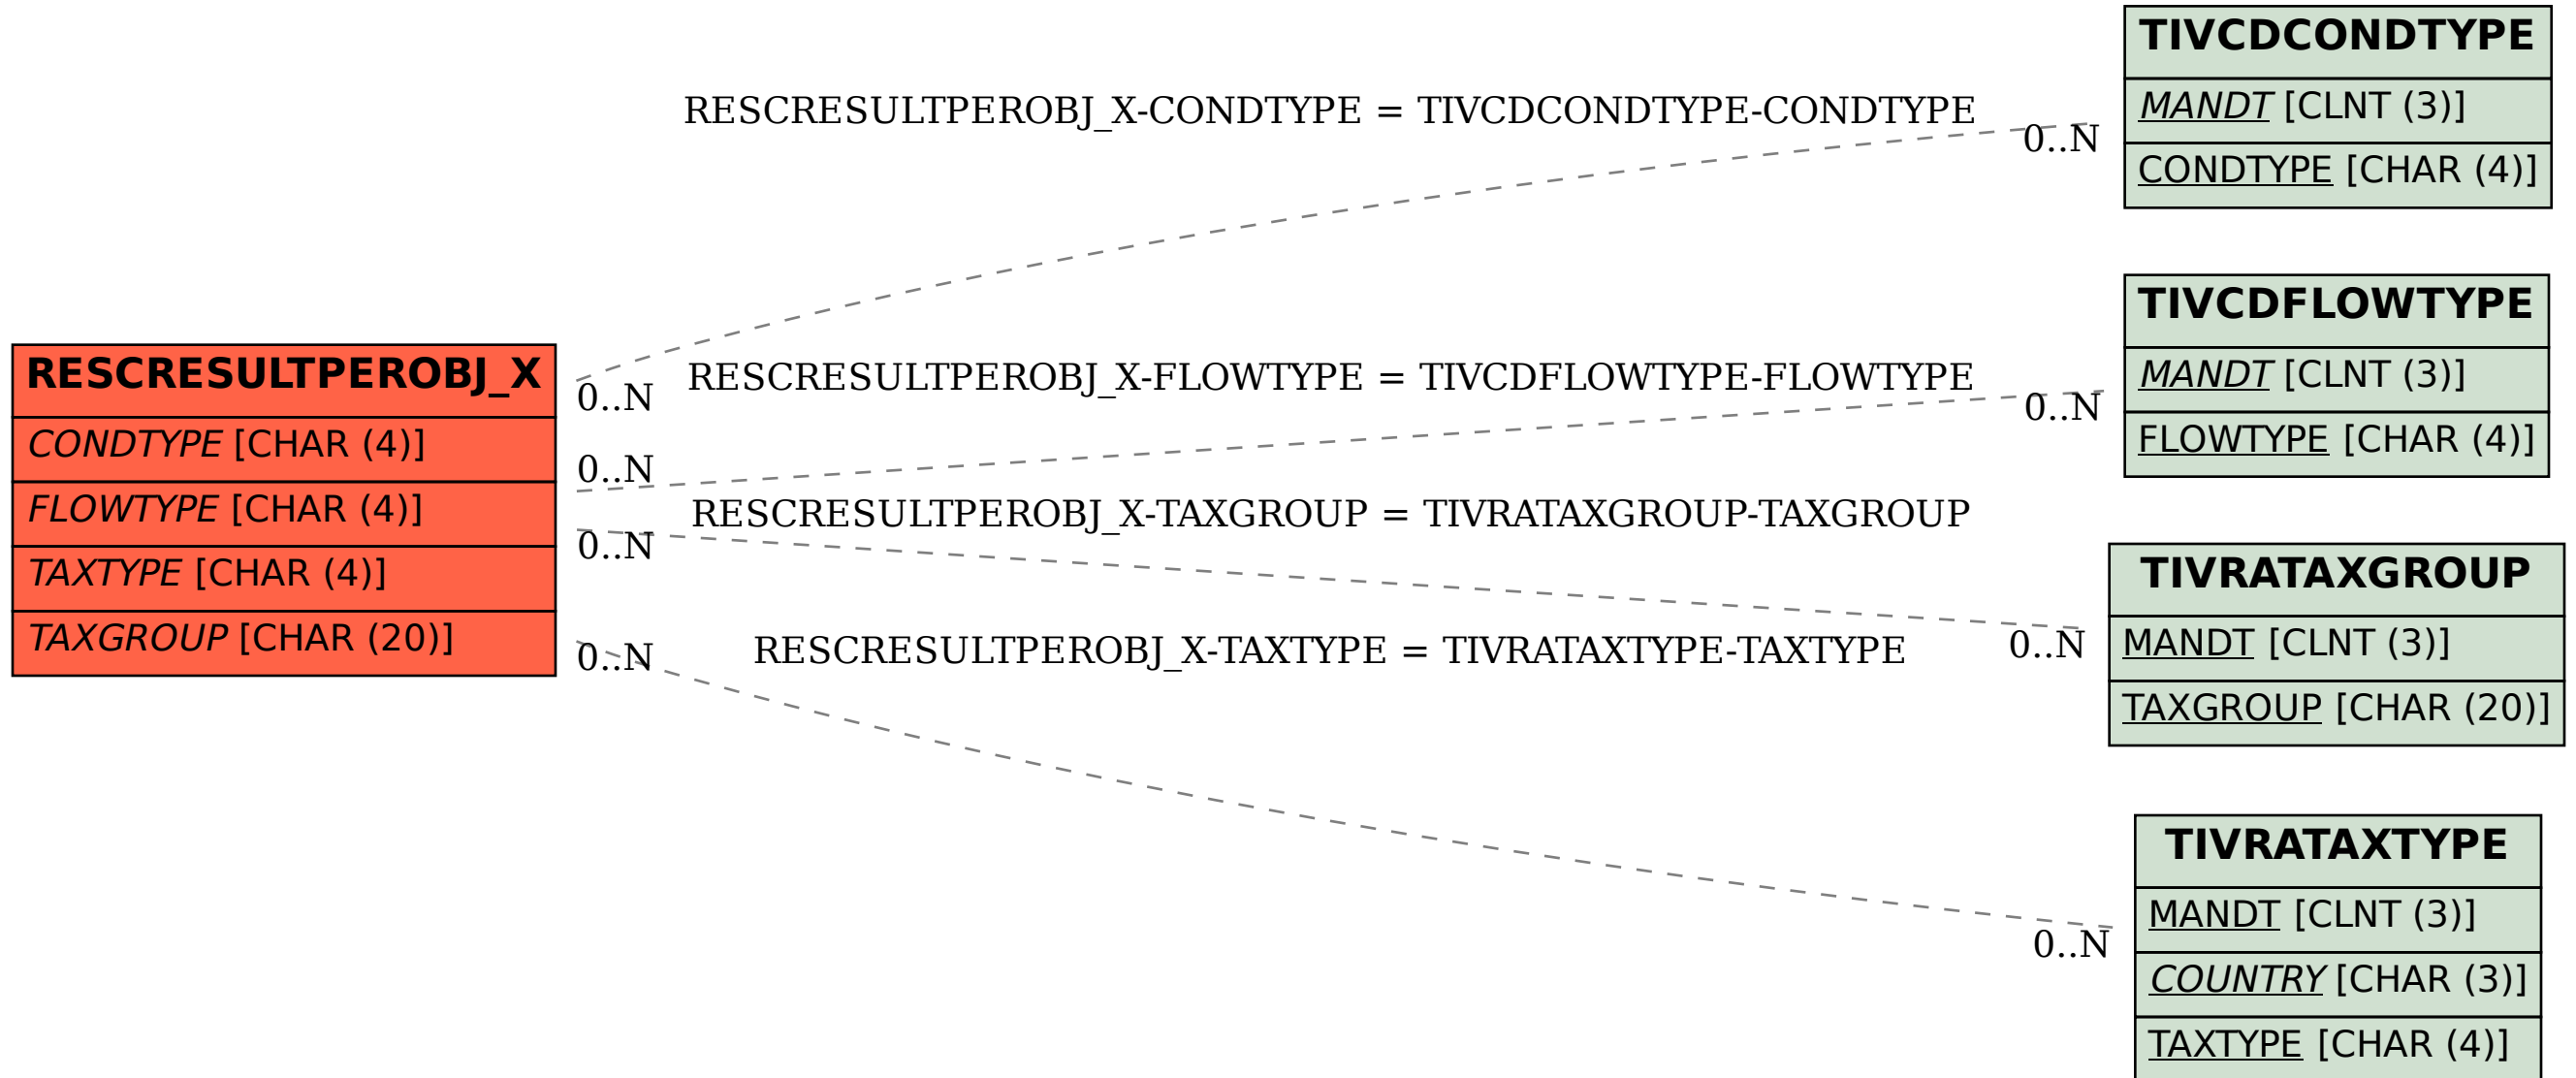 TIVCDCONDTYPE
MANDT [CLNT (3)]
CONDTYPE [CHAR (4)]
RESCRESULTPEROBJ_X-CONDTYPE = TIVCDCONDTYPE-CONDTYPE
0..N
0..N
TIVCDFLOWTYPE
MANDT [CLNT (3)]
FLOWTYPE [CHAR (4)]
RESCRESULTPEROBJ_X
CONDTYPE [CHAR (4)]
FLOWTYPE [CHAR (4)]
TAXTYPE [CHAR (4)]
TAXGROUP [CHAR (20)]
RESCRESULTPEROBJ_X-FLOWTYPE = TIVCDFLOWTYPE-FLOWTYPE
0..N
0..N
RESCRESULTPEROBJ_X-TAXGROUP = TIVRATAXGROUP-TAXGROUP
0..N
0..N
TIVRATAXGROUP
MANDT [CLNT (3)]
TAXGROUP [CHAR (20)]
RESCRESULTPEROBJ_X-TAXTYPE = TIVRATAXTYPE-TAXTYPE
0..N
0..N
TIVRATAXTYPE
MANDT [CLNT (3)]
COUNTRY [CHAR (3)]
TAXTYPE [CHAR (4)]